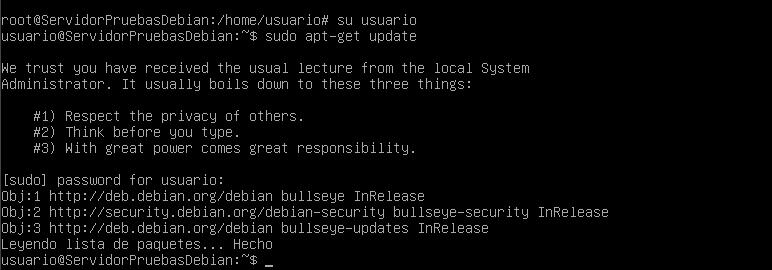 root@ServidorPruebasDebian:/home/usuario# su usuario
usuario@ServidorPruebasDebian:~$ sudo apt-get update
We trust you have received the usual lecture from the local System
Administrator. It usually boils down to these three things:
#1) Respect the privacy of others.
#2) Think before you type.
#3) With great power comes great responsibility.
[sudo] password for usuario:
Obj:1 http://deb.debian.org/debian bullseye InRelease
Obj:2 http://security.debian.org/debian-security bullseye-security InRelease
Obj:3 http://deb.debian.org/debian bullseye-updates InRelease
Leyendo lista de paquetes... Hecho
usuario@ServidorPruebasDebian:~$ _